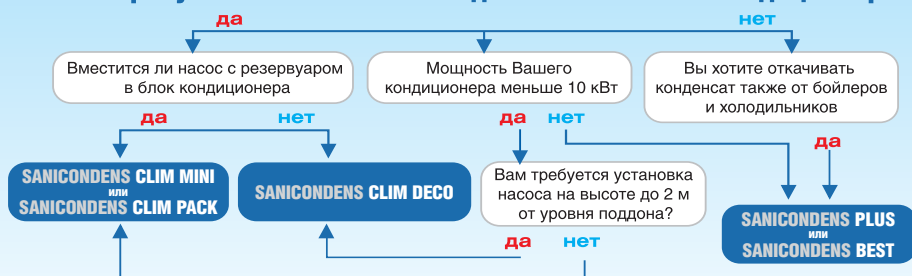 да нет
Вместится ли насос с резервуаром
в блок кондиционера
Мощность Вашего
кондиционера меньше 10 кВт
Вы хотите откачивать
конденсат также от бойлеров
и холодильников
да нет
да нет
да
SANICONDENS CLIM MINI
или
SANICONDENS CLIM PACK
SANICONDENS CLIM DECO
Вам требуется установка
насоса на высоте до 2 м
от уровня поддона?
SANICONDENS PLUS
или
SANICONDENS BEST
да нет